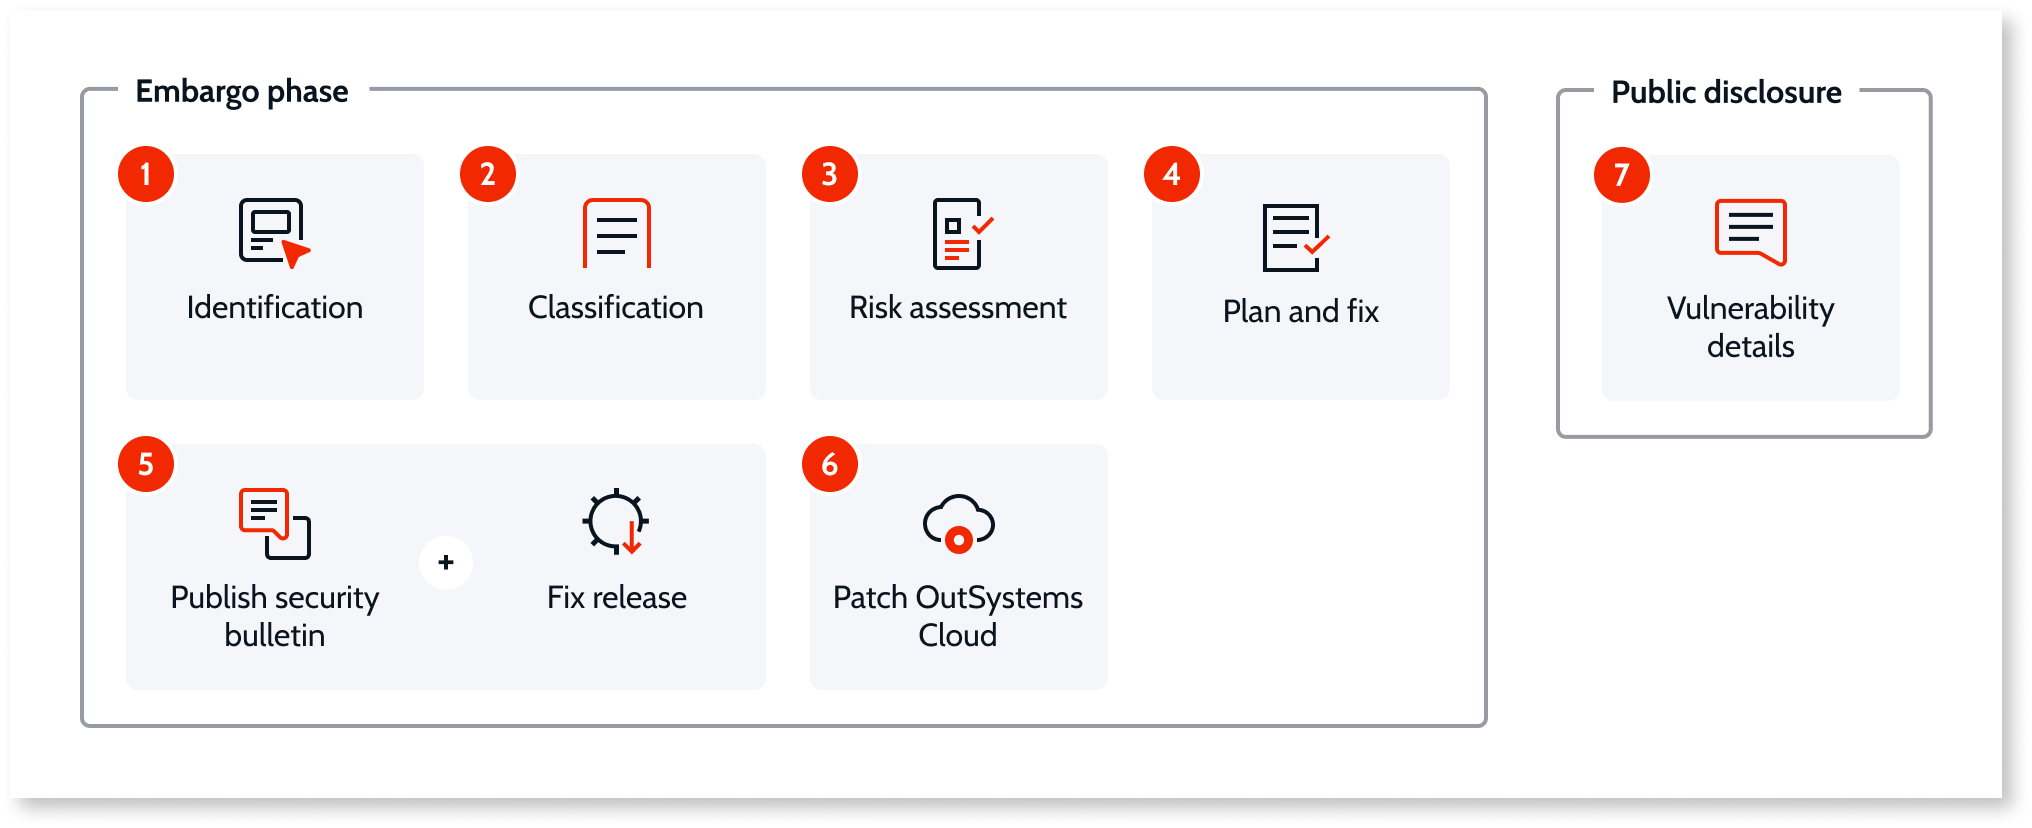 Embargo phase
1
Identification
2
Classification
3
Risk assessment
4
Plan and fix
5
Publish security
bulletin
+
Fix release
6
Patch OutSystems
Cloud
Public disclosure
7
Vulnerability
details